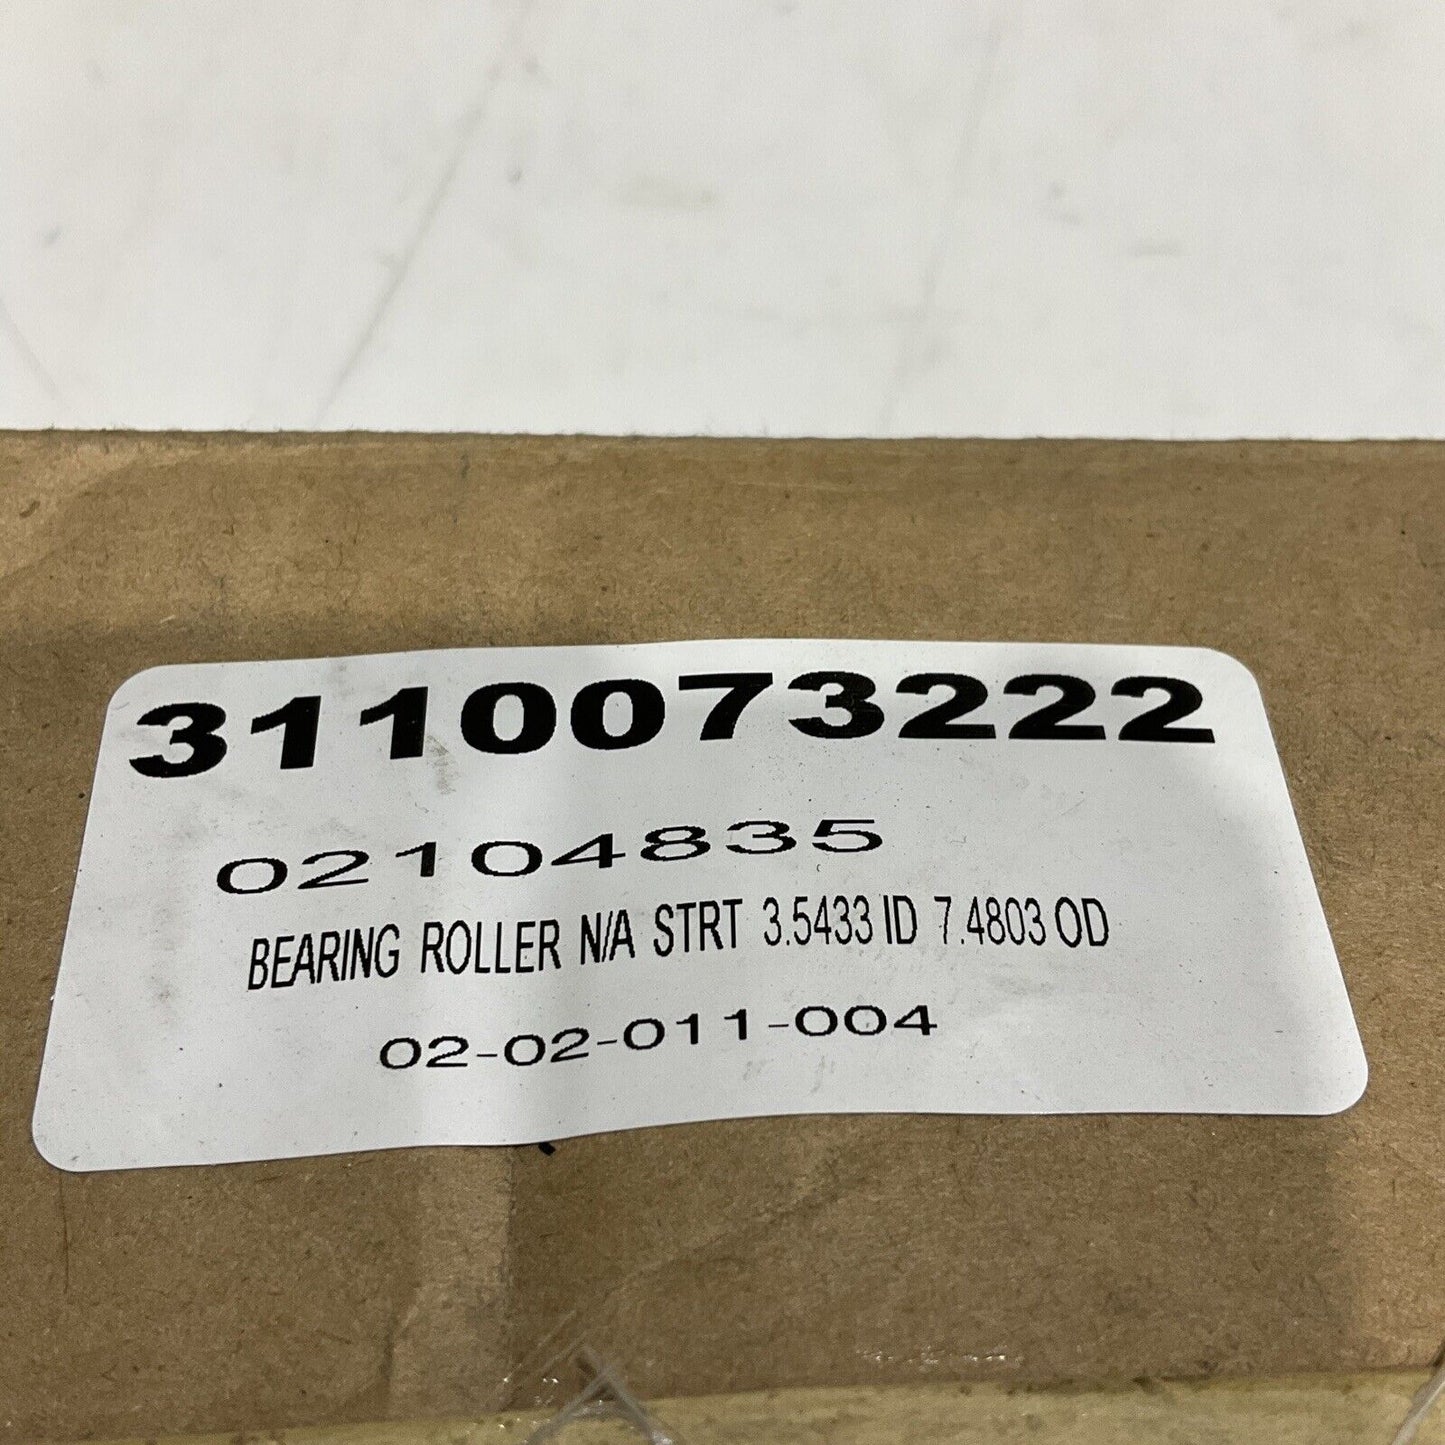 3110073222
02104835
BEARING ROLLER N/A STRT 3.5433 ID 7.4803 OD
02-02-011-004